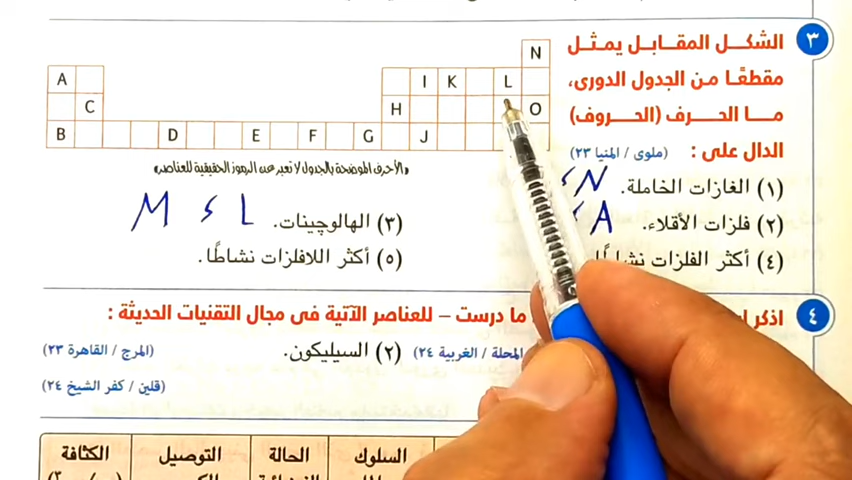 ٣
الشكل المقابل يمثل
مقطعًا من الجدول الدورى،
ما الحرف (الحروف)
الدال على : (ملوى / المنيا ٢٣)
N
A I K L
C H O
B D E F G J
«الأحرف الموضحة بالجدول لا تعبر عن الرموز الحقيقية للعناصر»
(١) الغازات الخاملة. N ،
(٢) فلزات الأقلاء. A ،
(٣) الهالوچينات. L ، M
(٤) أكثر الفلزات
(٥) أكثر اللافلزات نشاطًا.
٤
اذكر ما درست – للعناصر الآتية فى مجال التقنيات الحديثة :
المحلة / الغربية ٢٤)
(٢) السيليكون. (المرج / القاهرة ٢٣)
(قلين / كفر الشيخ ٢٤)
السلوك
الحالة
التوصيل
الكثافة